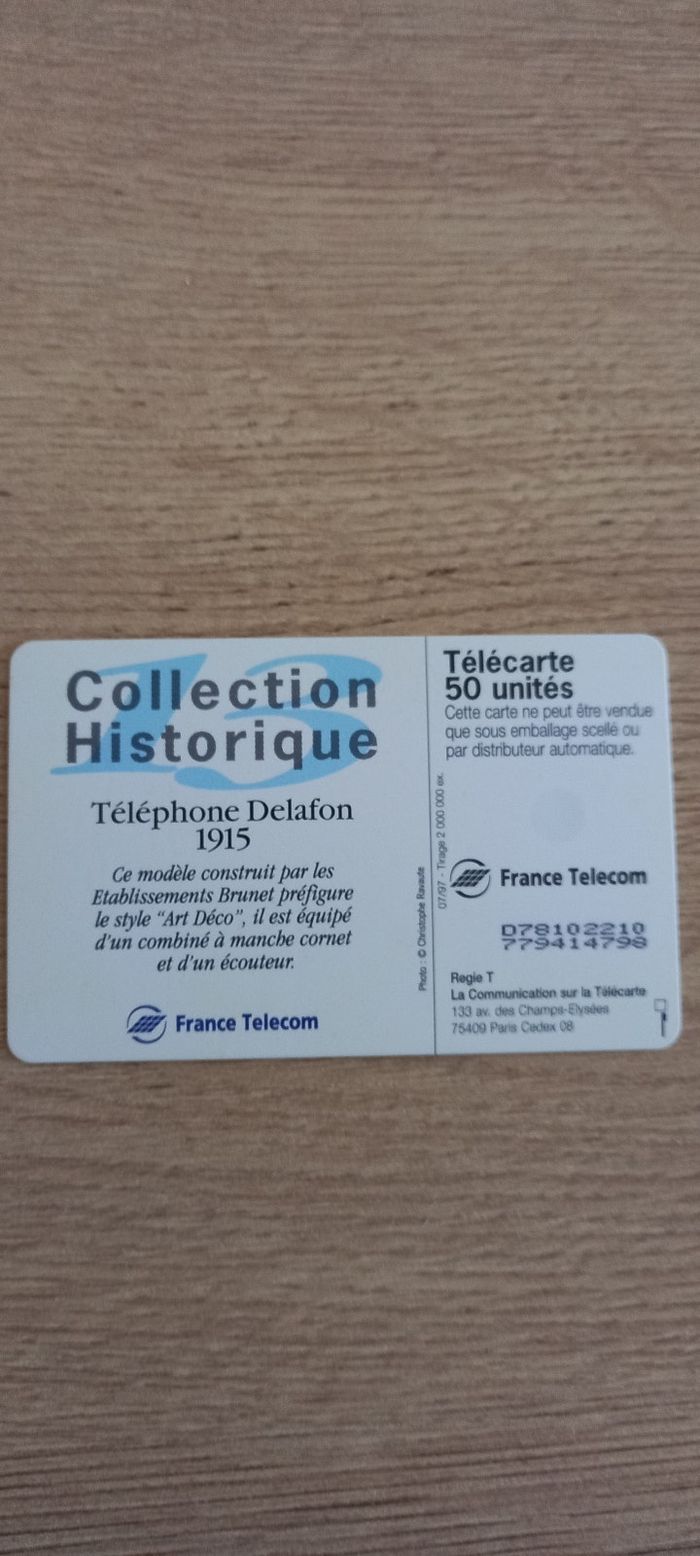 13
Collection
Historique
Téléphone Delafon
1915
Ce modèle construit par les
Etablissements Brunet préfigure
le style "Art Déco", il est équipé
d'un combiné à manche cornet
et d'un écouteur.
France Telecom
Photo : © Christophe Ravaute
07/97 - Tirage 2 000 000 ex.
Télécarte
50 unités
Cette carte ne peut être vendue
que sous emballage scellé ou
par distributeur automatique.
France Telecom
D78102210
779414798
Regie T
La Communication sur la Télécarte
133 av. des Champs-Elysées
75409 Paris Cedex 08